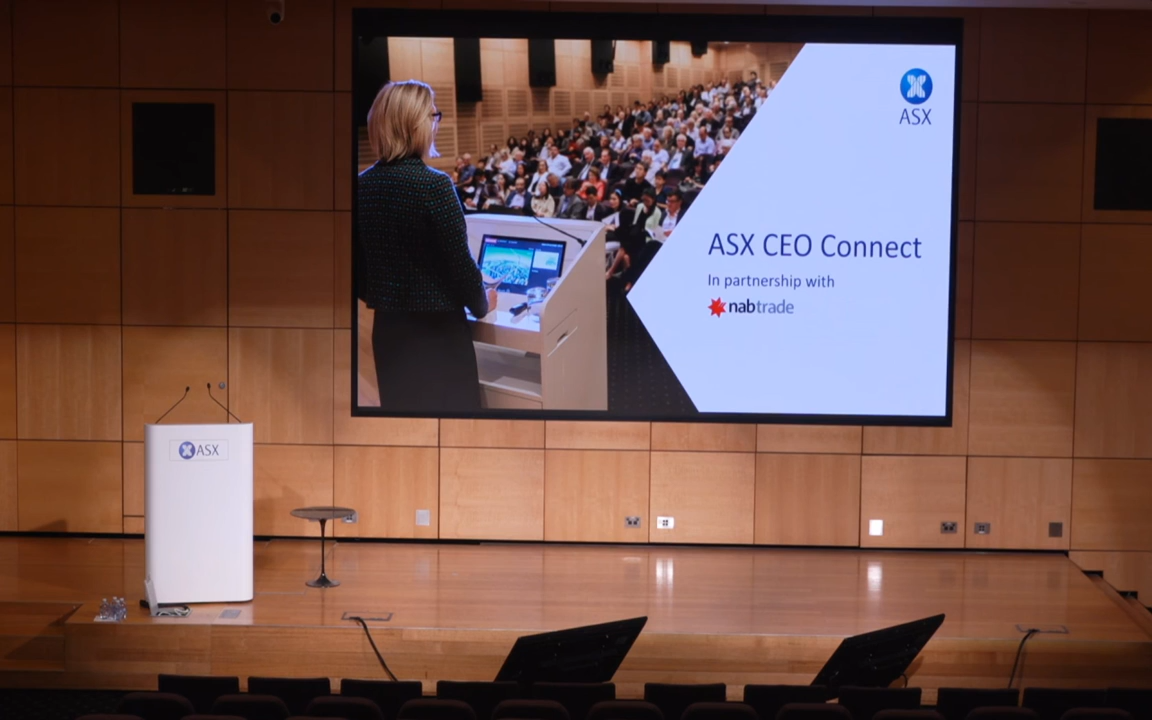 ASX
ASX CEO Connect
In partnership with
nabtrade
ASX